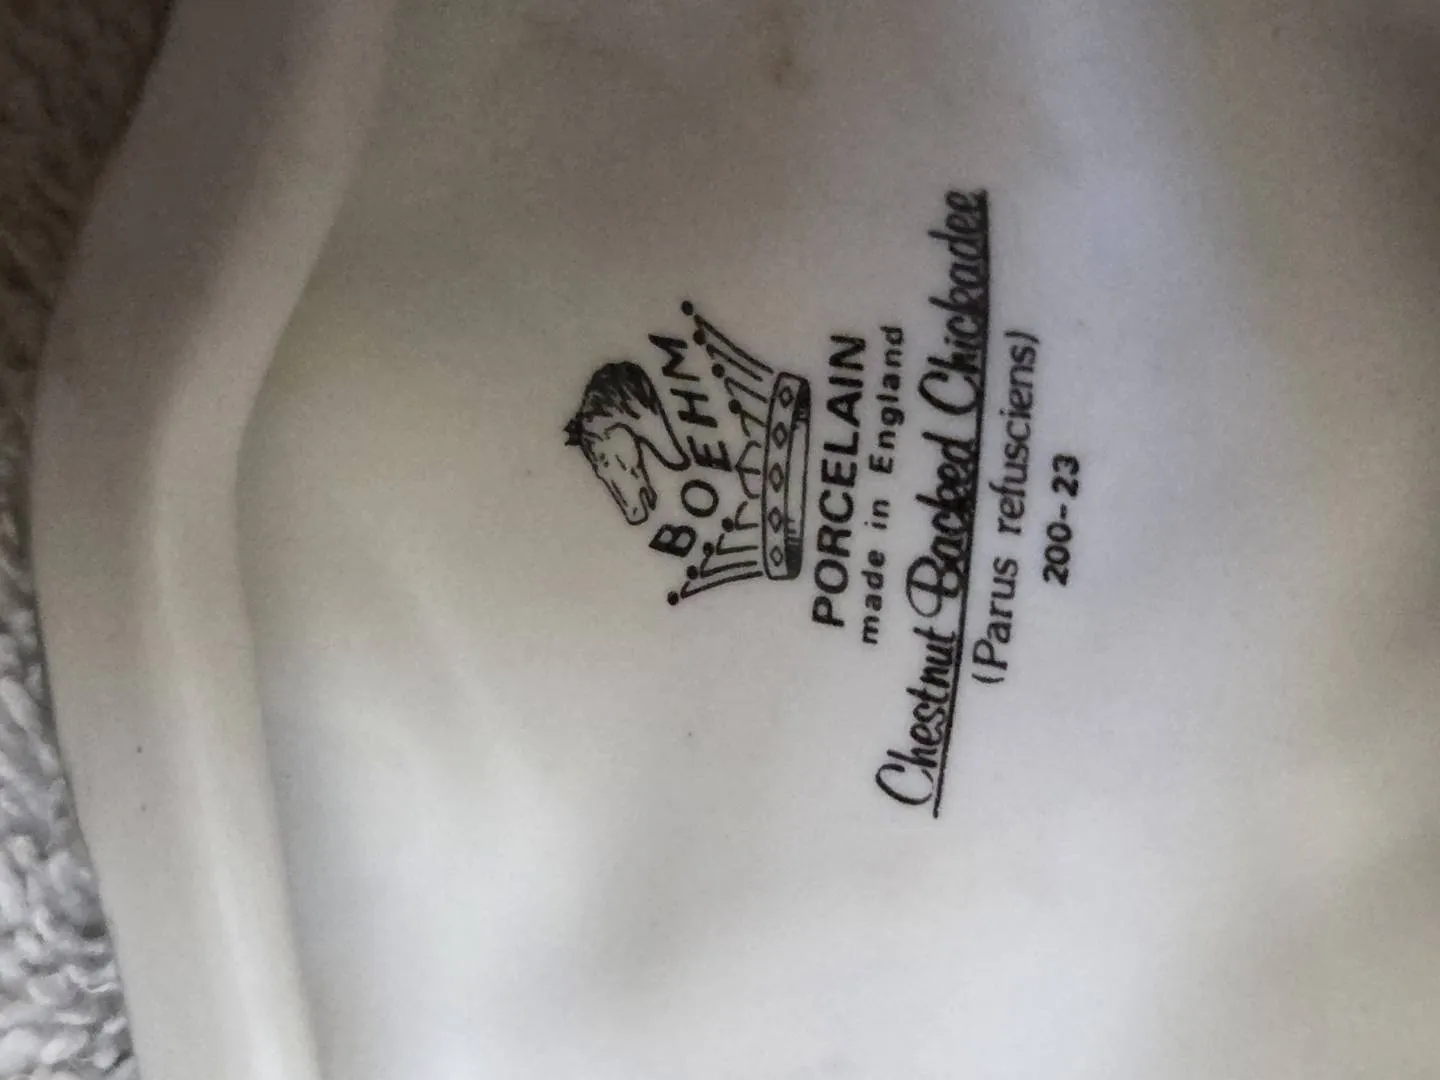 BOEHM
PORCELAIN
made in England
Chestnut Backed Chickadee
(Parus refusciens)
200-23